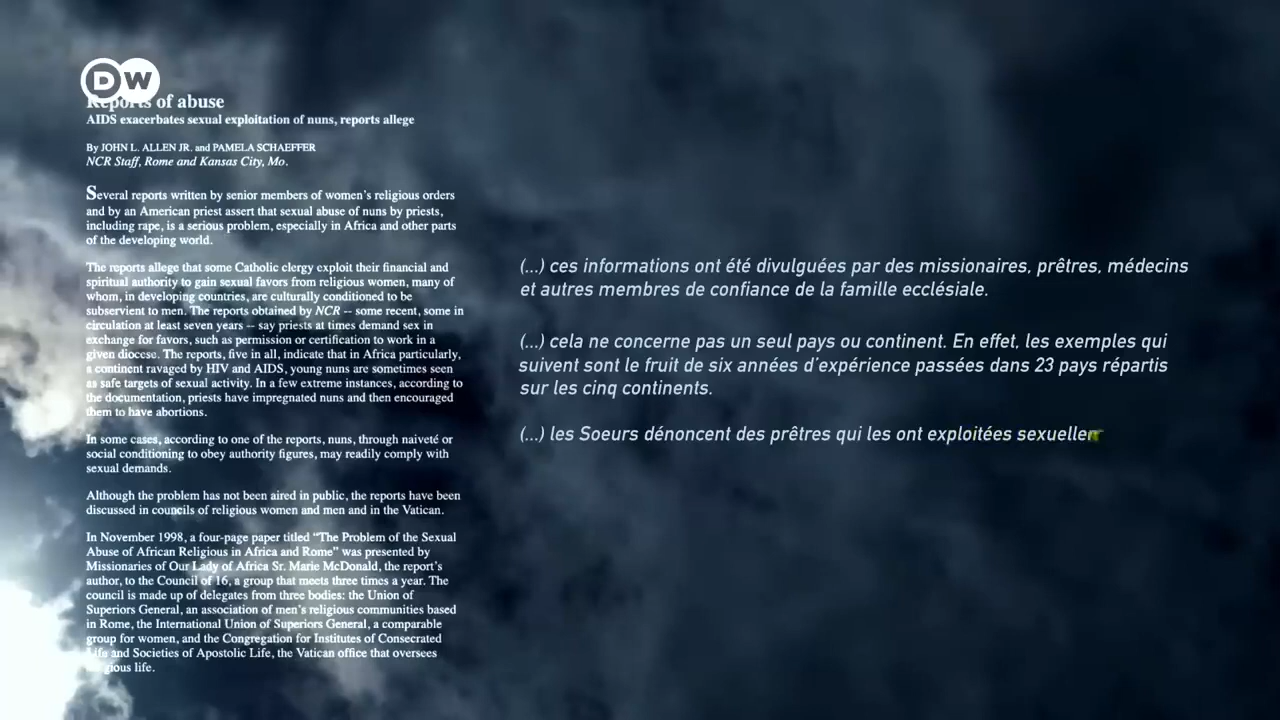 DW
Reports of abuse
AIDS exacerbates sexual exploitation of nuns, reports allege
By JOHN L. ALLEN JR. and PAMELA SCHAEFFER
NCR Staff, Rome and Kansas City, Mo.
Several reports written by senior members of women's religious orders
and by an American priest assert that sexual abuse of nuns by priests,
including rape, is a serious problem, especially in Africa and other parts
of the developing world.
The reports allege that some Catholic clergy exploit their financial and
spiritual authority to gain sexual favors from religious women, many of
whom, in developing countries, are culturally conditioned to be
subservient to men. The reports obtained by NCR -- some recent, some in
circulation at least seven years -- say priests at times demand sex in
exchange for favors, such as permission or certification to work in a
given diocese. The reports, five in all, indicate that in Africa particularly,
a continent ravaged by HIV and AIDS, young nuns are sometimes seen
as safe targets of sexual activity. In a few extreme instances, according to
the documentation, priests have impregnated nuns and then encouraged
them to have abortions.
In some cases, according to one of the reports, nuns, through naiveté or
social conditioning to obey authority figures, may readily comply with
sexual demands.
Although the problem has not been aired in public, the reports have been
discussed in councils of religious women and men and in the Vatican.
In November 1998, a four-page paper titled “The Problem of the Sexual
Abuse of African Religious in Africa and Rome” was presented by
Missionaries of Our Lady of Africa Sr. Marie McDonald, the report's
author, to the Council of 16, a group that meets three times a year. The
council is made up of delegates from three bodies: the Union of
Superiors General, an association of men's religious communities based
in Rome, the International Union of Superiors General, a comparable
group for women, and the Congregation for Institutes of Consecrated
Life and Societies of Apostolic Life, the Vatican office that oversees
religious life.
(...) ces informations ont été divulguées par des missionaires, prêtres, médecins
et autres membres de confiance de la famille ecclésiale.
(...) cela ne concerne pas un seul pays ou continent. En effet, les exemples qui
suivent sont le fruit de six années d'expérience passées dans 23 pays répartis
sur les cinq continents.
(...) les Soeurs dénoncent des prêtres qui les ont exploitées sexueller